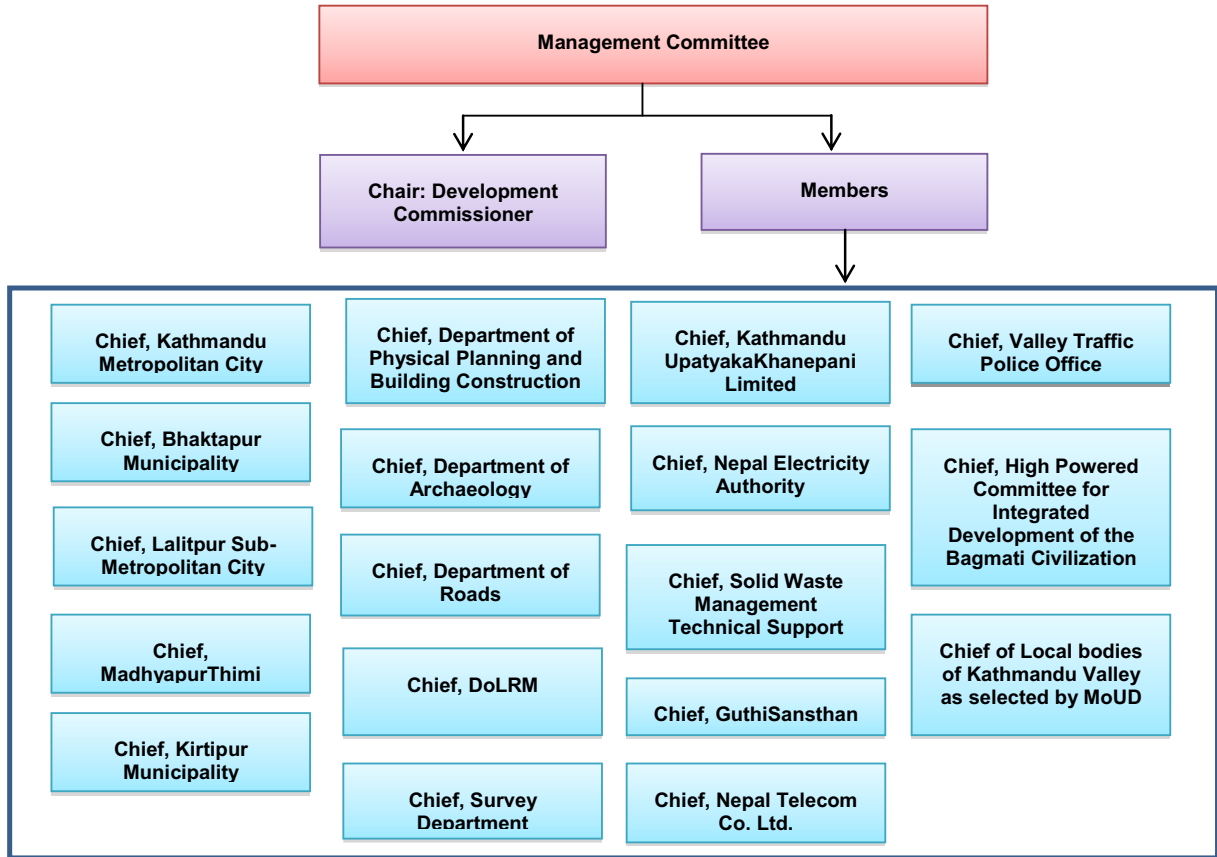 Management Committee
Chair: Development
Commissioner
Members
Chief, Kathmandu
Metropolitan City
Chief, Bhaktapur
Municipality
Chief, Lalitpur Sub-
Metropolitan City
Chief,
MadhyapurThimi
Chief, Kirtipur
Municipality
Chief, Department of
Physical Planning and
Building Construction
Chief, Department of
Archaeology
Chief, Department of
Roads
Chief, DoLRM
Chief, Survey
Department
Chief, Kathmandu
UpatyakaKhanepani
Limited
Chief, Nepal Electricity
Authority
Chief, Solid Waste
Management
Technical Support
Chief, GuthiSansthan
Chief, Nepal Telecom
Co. Ltd.
Chief, Valley Traffic
Police Office
Chief, High Powered
Committee for
Integrated
Development of the
Bagmati Civilization
Chief of Local bodies
of Kathmandu Valley
as selected by MoUD